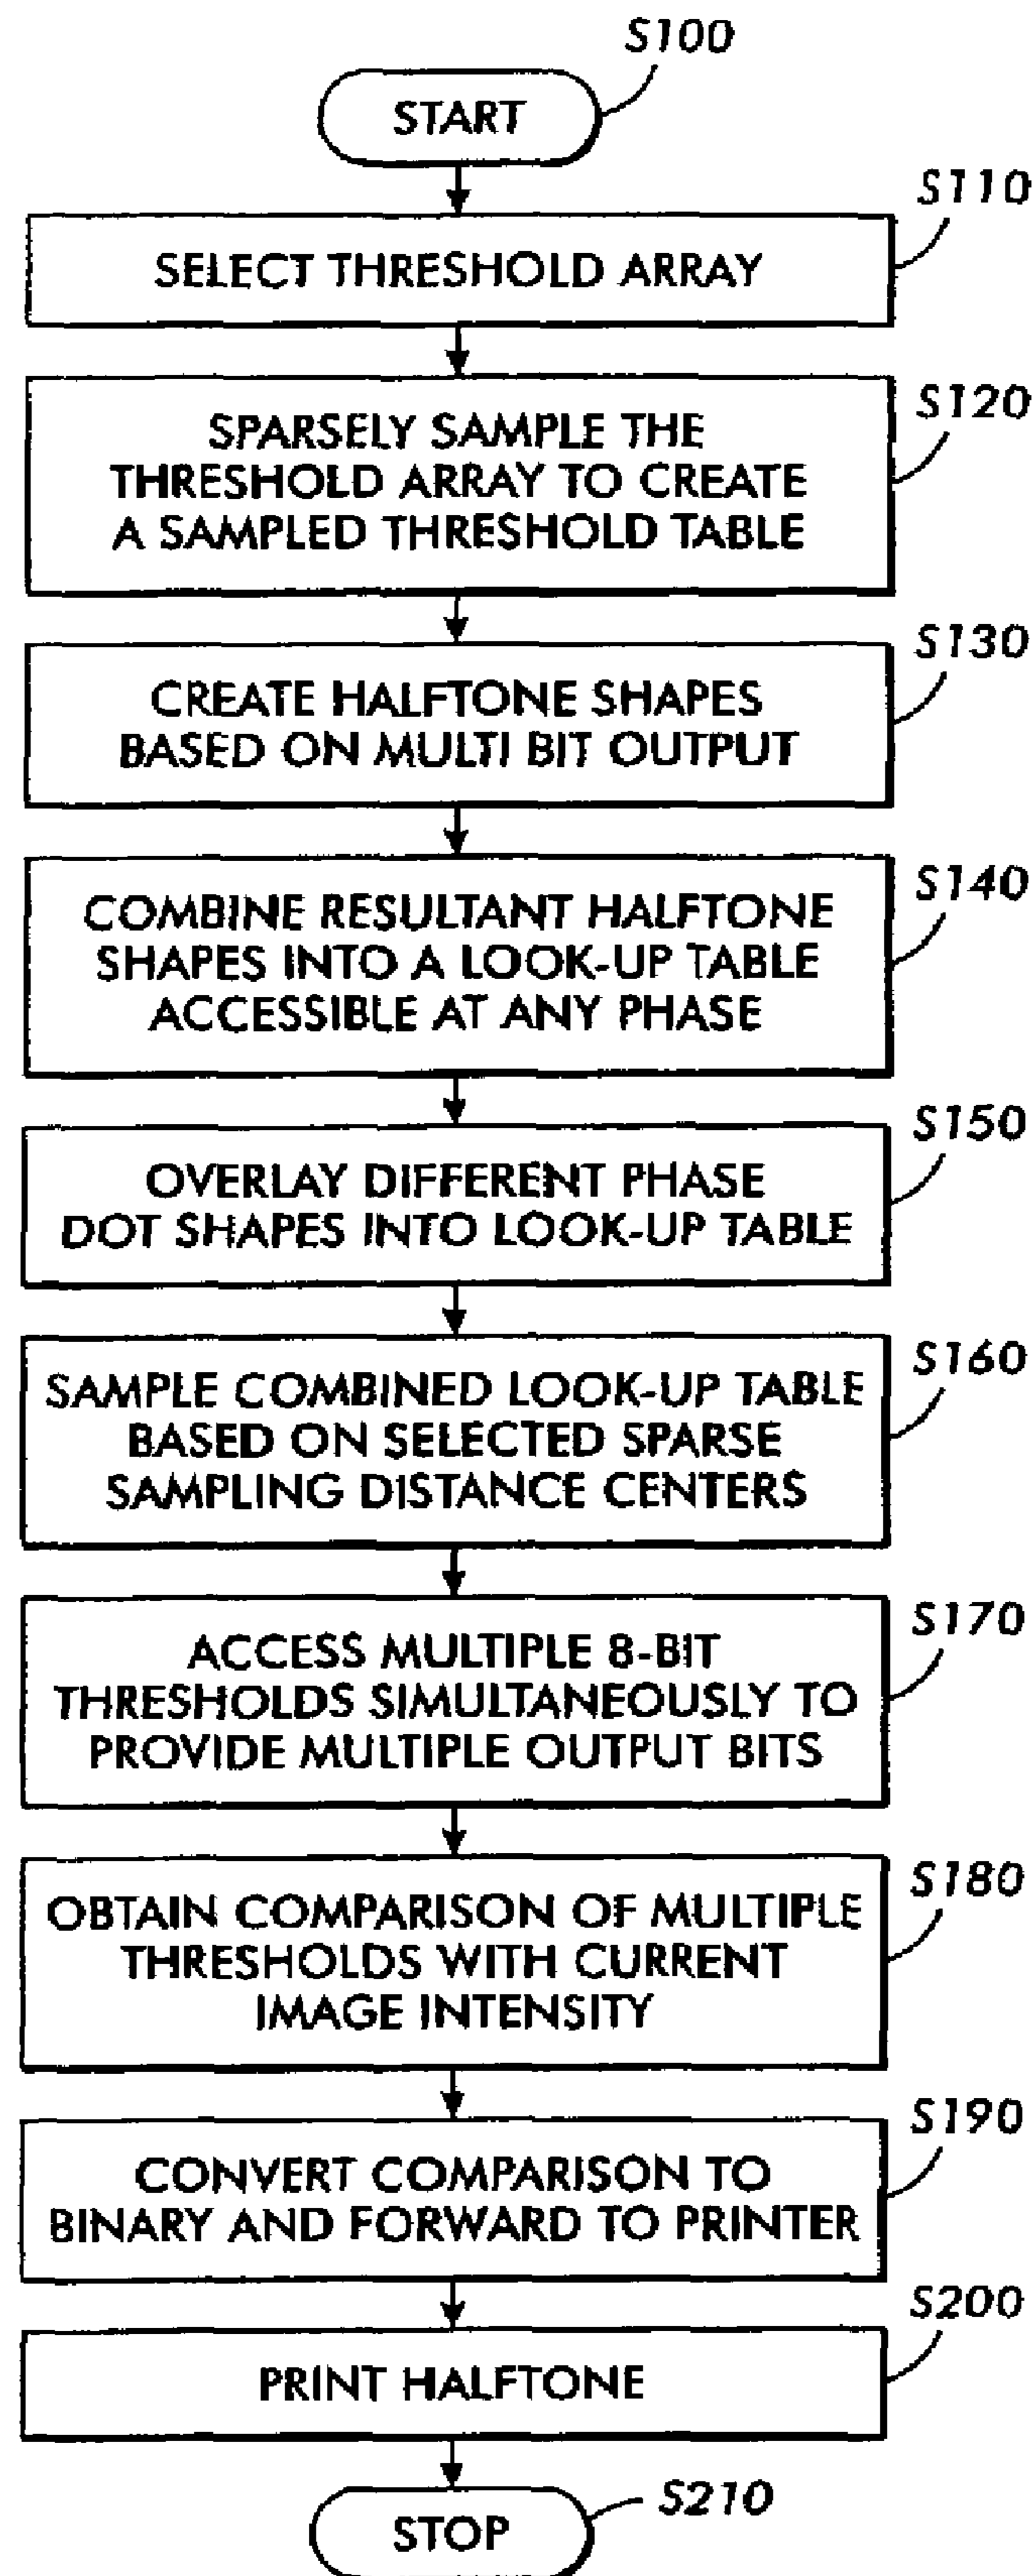 S100
START
S110
SELECT THRESHOLD ARRAY
S120
SPARSELY SAMPLE THE
THRESHOLD ARRAY TO CREATE
A SAMPLED THRESHOLD TABLE
S130
CREATE HALFTONE SHAPES
BASED ON MULTI BIT OUTPUT
S140
COMBINE RESULTANT HALFTONE
SHAPES INTO A LOOK-UP TABLE
ACCESSIBLE AT ANY PHASE
S150
OVERLAY DIFFERENT PHASE
DOT SHAPES INTO LOOK-UP TABLE
S160
SAMPLE COMBINED LOOK-UP TABLE
BASED ON SELECTED SPARSE
SAMPLING DISTANCE CENTERS
S170
ACCESS MULTIPLE 8-BIT
THRESHOLDS SIMULTANEOUSLY TO
PROVIDE MULTIPLE OUTPUT BITS
S180
OBTAIN COMPARISON OF MULTIPLE
THRESHOLDS WITH CURRENT
IMAGE INTENSITY
S190
CONVERT COMPARISON TO
BINARY AND FORWARD TO PRINTER
S200
PRINT HALFTONE
S210
STOP